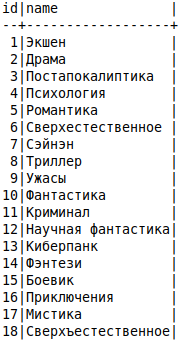 id|name              |
--+------------------+
 1|Экшен             |
 2|Драма             |
 3|Постапокалиптика  |
 4|Психология        |
 5|Романтика         |
 6|Сверхестественное |
 7|Сэйнэн            |
 8|Триллер           |
 9|Ужасы             |
10|Фантастика        |
11|Криминал          |
12|Научная фантастика|
13|Киберпанк         |
14|Фэнтези           |
15|Боевик            |
16|Приключения       |
17|Мистика           |
18|Сверхъестественное|